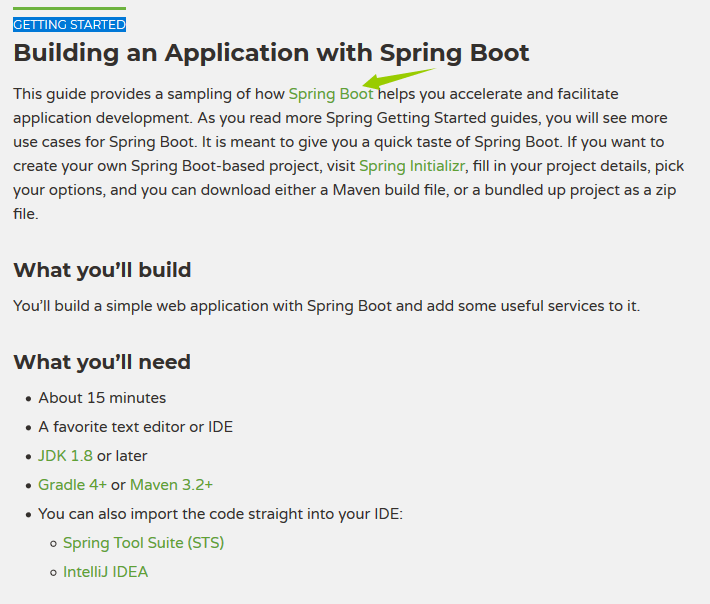 GETTING STARTED
Building an Application with Spring Boot
This guide provides a sampling of how Spring Boot helps you accelerate and facilitate
application development. As you read more Spring Getting Started guides, you will see more
use cases for Spring Boot. It is meant to give you a quick taste of Spring Boot. If you want to
create your own Spring Boot-based project, visit Spring Initializr, fill in your project details, pick
your options, and you can download either a Maven build file, or a bundled up project as a zip
file.
What you’ll build
You’ll build a simple web application with Spring Boot and add some useful services to it.
What you’ll need
• About 15 minutes
• A favorite text editor or IDE
• JDK 1.8 or later
• Gradle 4+ or Maven 3.2+
• You can also import the code straight into your IDE:
◦ Spring Tool Suite (STS)
◦ IntelliJ IDEA